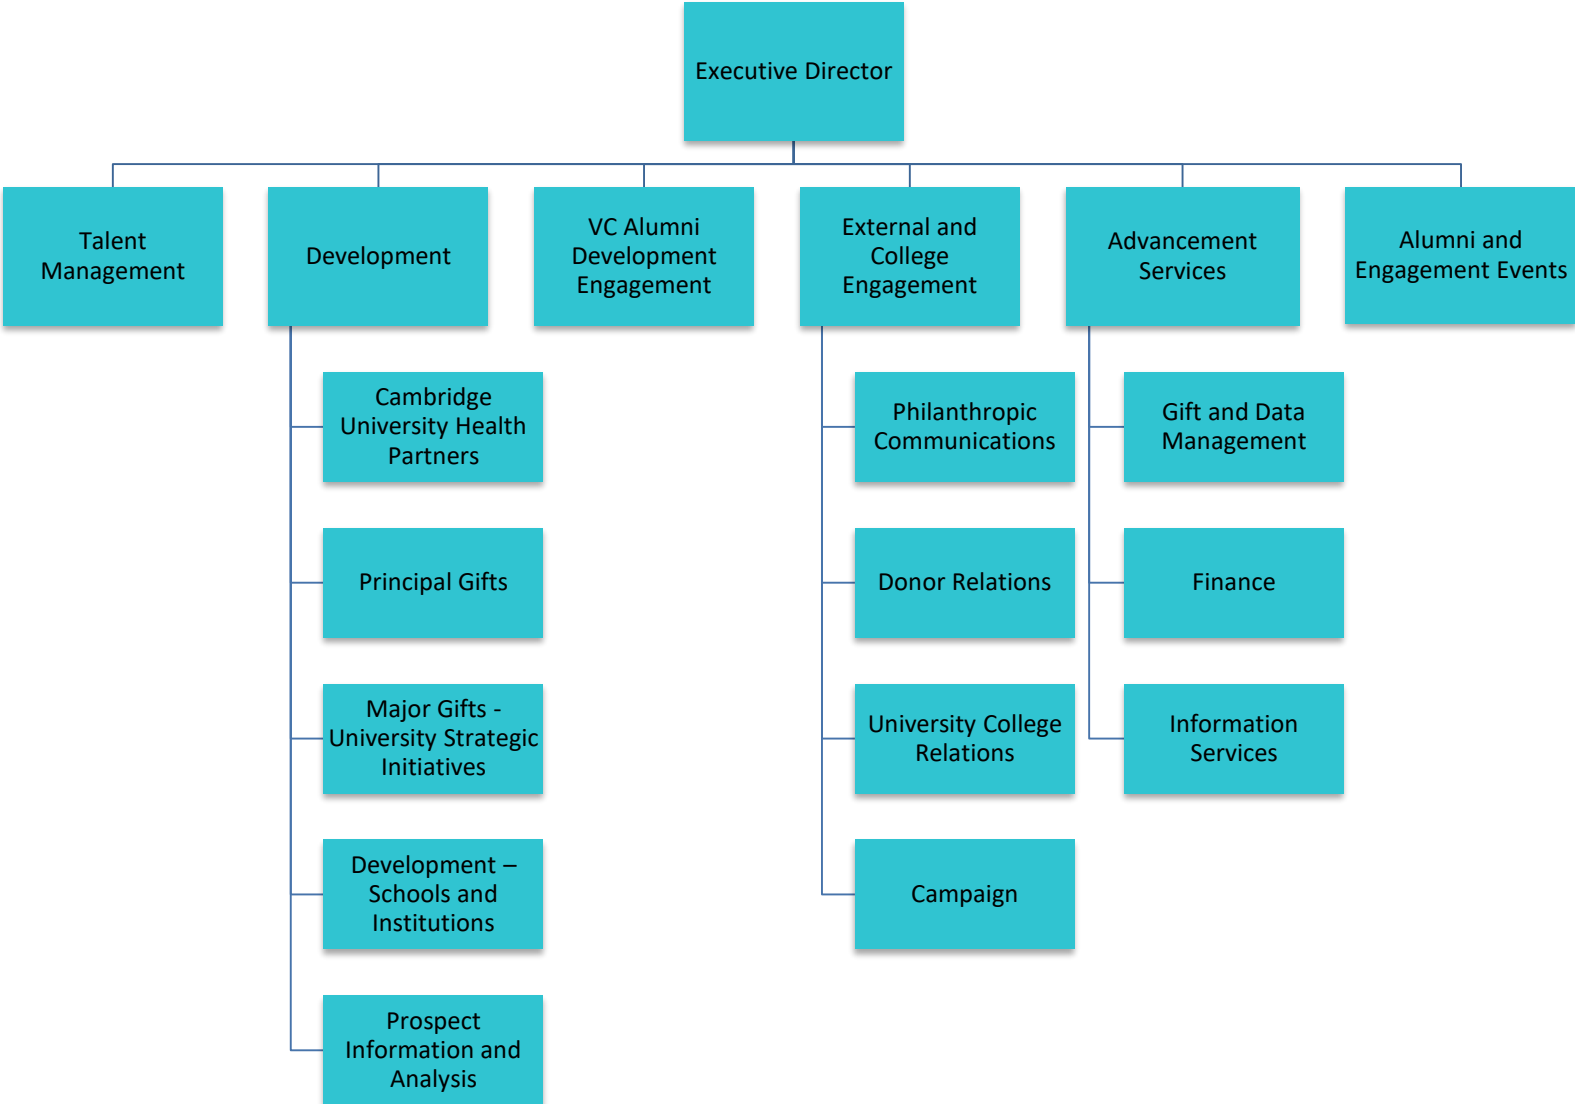 Executive Director
Talent
Management
Development
VC Alumni
Development
Engagement
External and
College
Engagement
Advancement
Services
Alumni and
Engagement Events
Cambridge
University Health
Partners
Principal Gifts
Major Gifts -
University Strategic
Initiatives
Development –
Schools and
Institutions
Prospect
Information and
Analysis
Philanthropic
Communications
Donor Relations
University College
Relations
Campaign
Gift and Data
Management
Finance
Information
Services